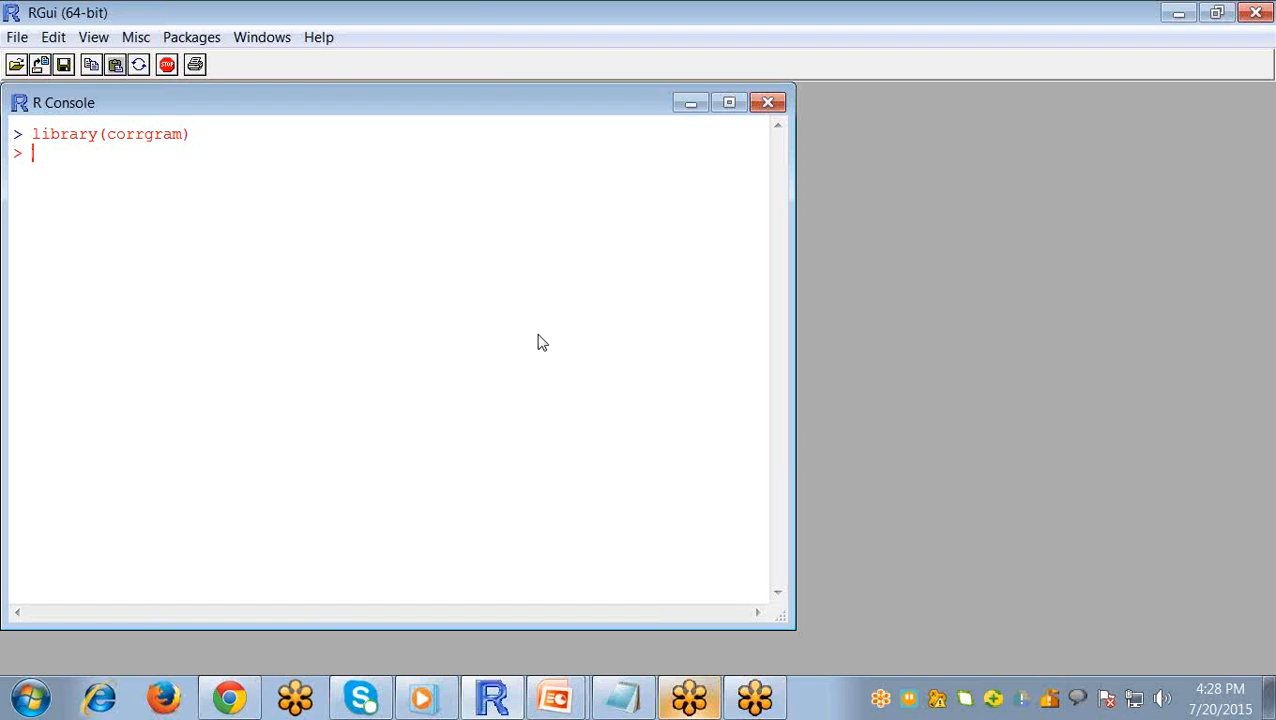 RGui (64-bit)
File Edit View Misc Packages Windows Help
STOP
R Console
> library(corrgram)
>
4:28 PM
7/20/2015